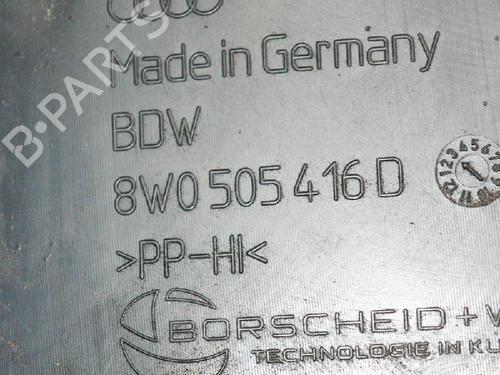 Made in Germany
BDW
8W0 505 416 D
>PP-HI<
BORSCHEID +
TECHNOLOGIE IN
B-PARTS